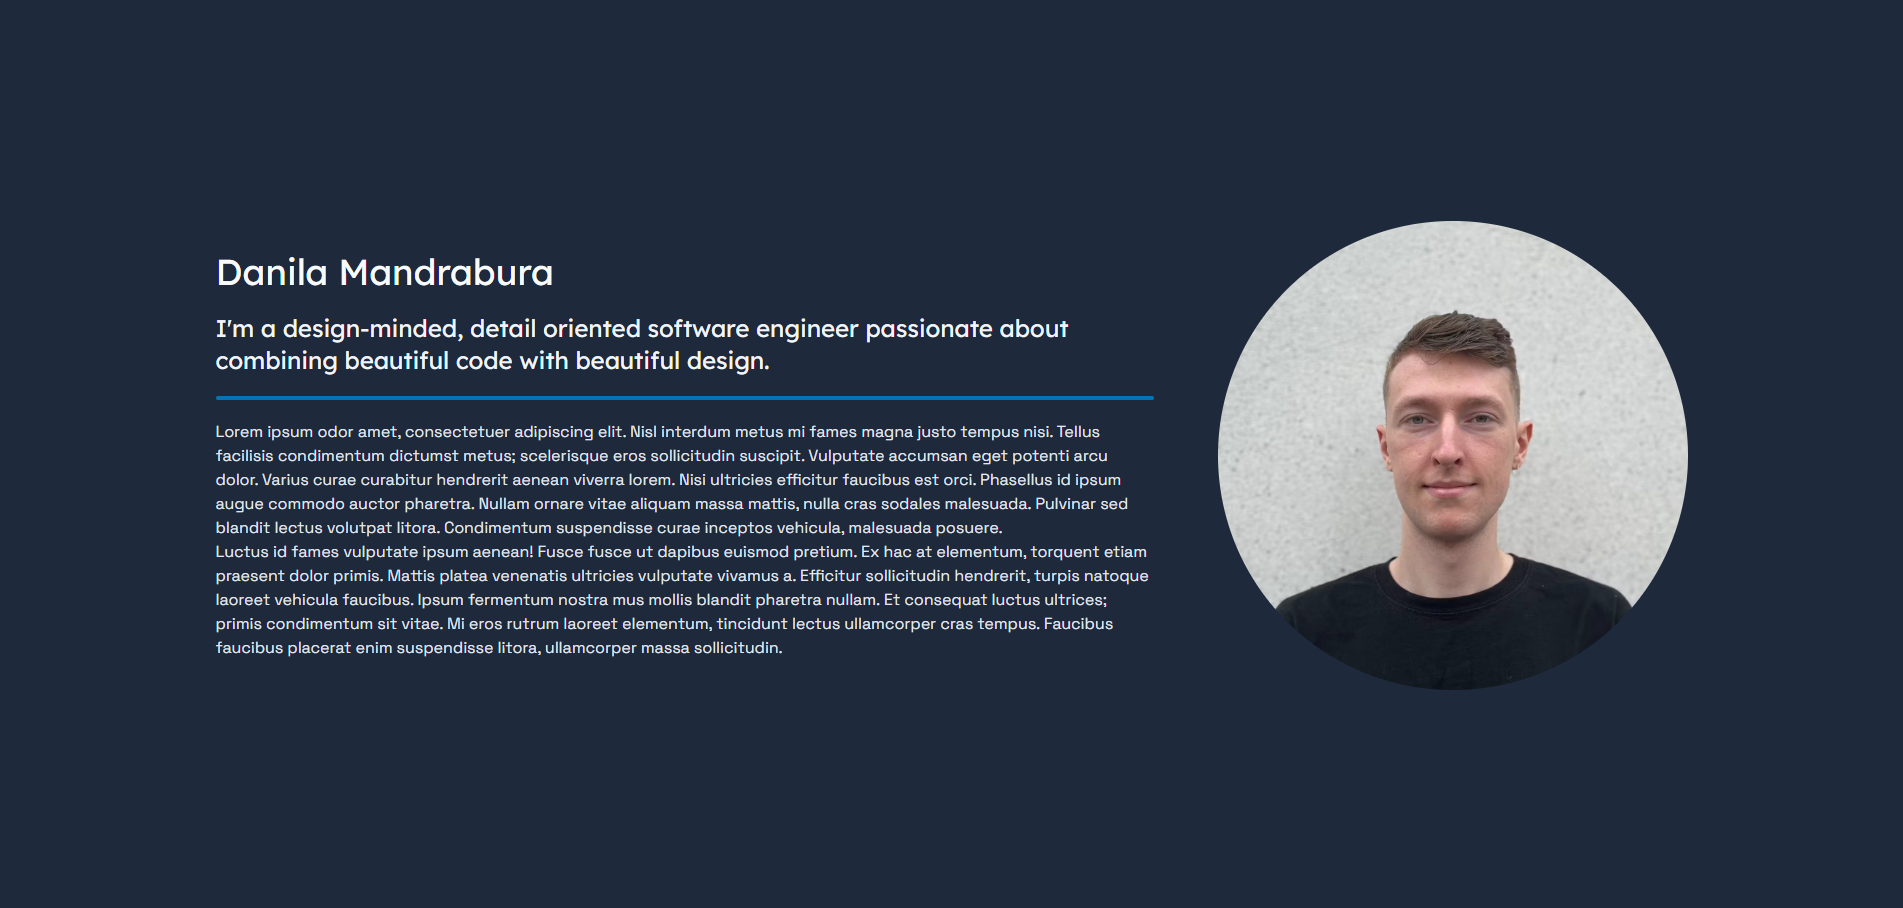 Danila Mandrabura
I'm a design-minded, detail oriented software engineer passionate about
combining beautiful code with beautiful design.
Lorem ipsum odor amet, consectetuer adipiscing elit. Nisl interdum metus mi fames magna justo tempus nisi. Tellus
facilisis condimentum dictumst metus; scelerisque eros sollicitudin suscipit. Vulputate accumsan eget potenti arcu
dolor. Varius curae curabitur hendrerit aenean viverra lorem. Nisi ultricies efficitur faucibus est orci. Phasellus id ipsum
augue commodo auctor pharetra. Nullam ornare vitae aliquam massa mattis, nulla cras sodales malesuada. Pulvinar sed
blandit lectus volutpat litora. Condimentum suspendisse curae inceptos vehicula, malesuada posuere.
Luctus id fames vulputate ipsum aenean! Fusce fusce ut dapibus euismod pretium. Ex hac at elementum, torquent etiam
praesent dolor primis. Mattis platea venenatis ultricies vulputate vivamus a. Efficitur sollicitudin hendrerit, turpis natoque
laoreet vehicula faucibus. Ipsum fermentum nostra mus mollis blandit pharetra nullam. Et consequat luctus ultrices;
primis condimentum sit vitae. Mi eros rutrum laoreet elementum, tincidunt lectus ullamcorper cras tempus. Faucibus
faucibus placerat enim suspendisse litora, ullamcorper massa sollicitudin.